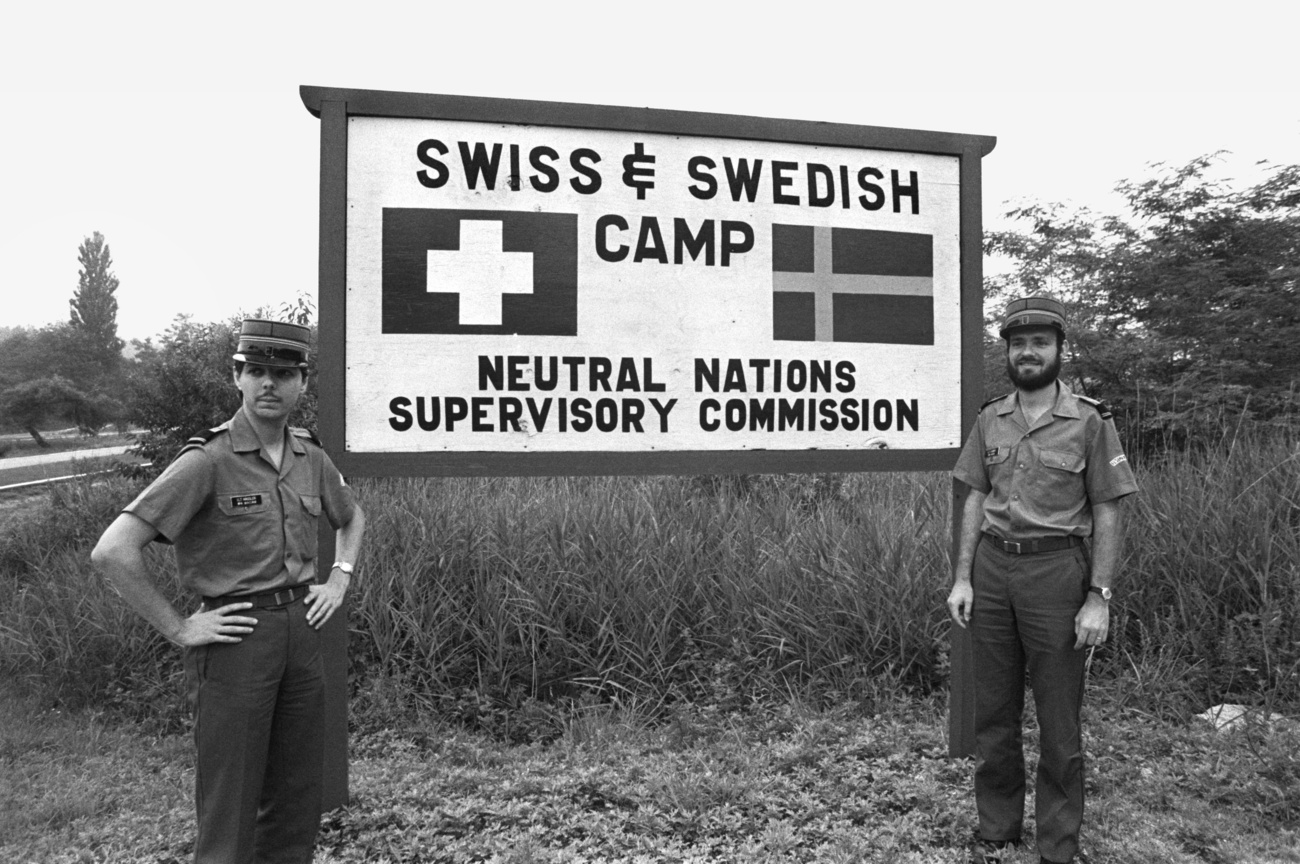 SWISS & SWEDISH
CAMP
NEUTRAL NATIONS
SUPERVISORY COMMISSION